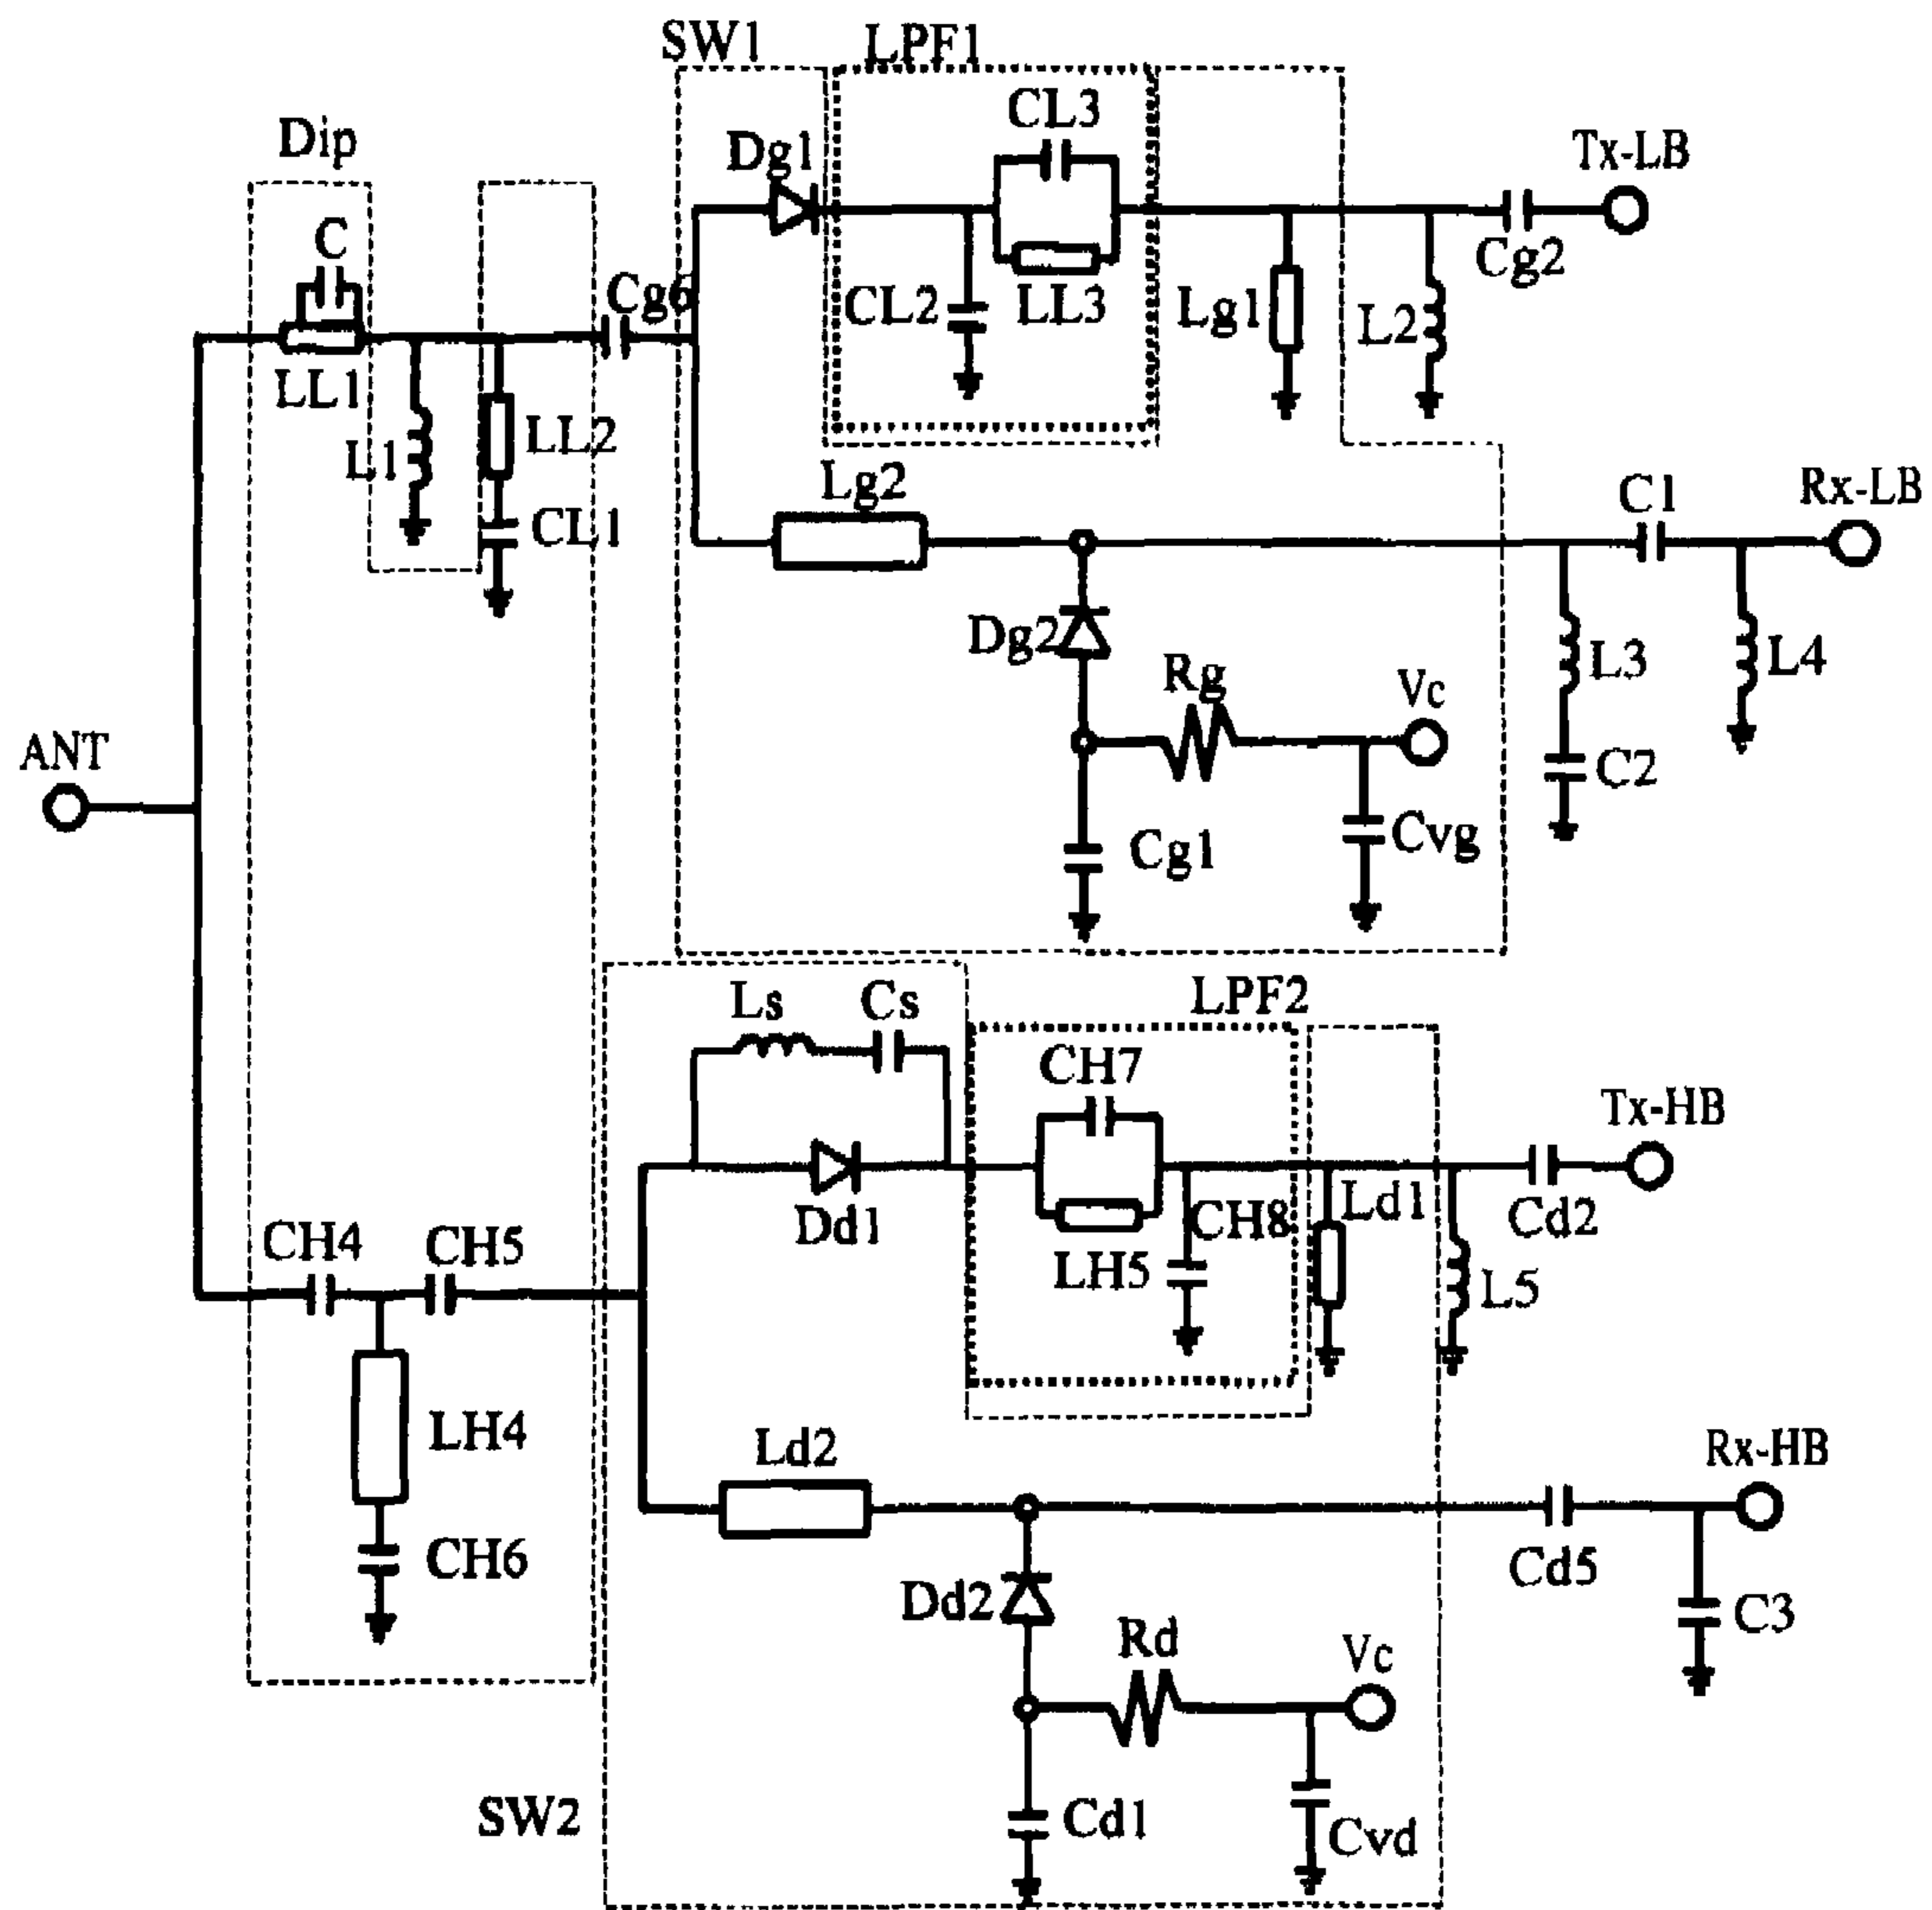 SW1
LPF1
CL3
Dip
Dg1
Tx-LB
C
Cg6
CL2
LL3
Lg1
L2
Cg2
LL1
L1
LL2
CL1
Lg2
C1
Rx-LB
Dg2
Rg
Vc
L3
L4
ANT
C2
Cg1
Cvg
Ls
Cs
LPF2
CH7
Tx-HB
Dd1
CH8
Ld1
Cd2
CH4
CH5
LH5
L5
LH4
Ld2
Rx-HB
CH6
Dd2
Cd5
C3
Rd
Vc
SW2
Cd1
Cvd